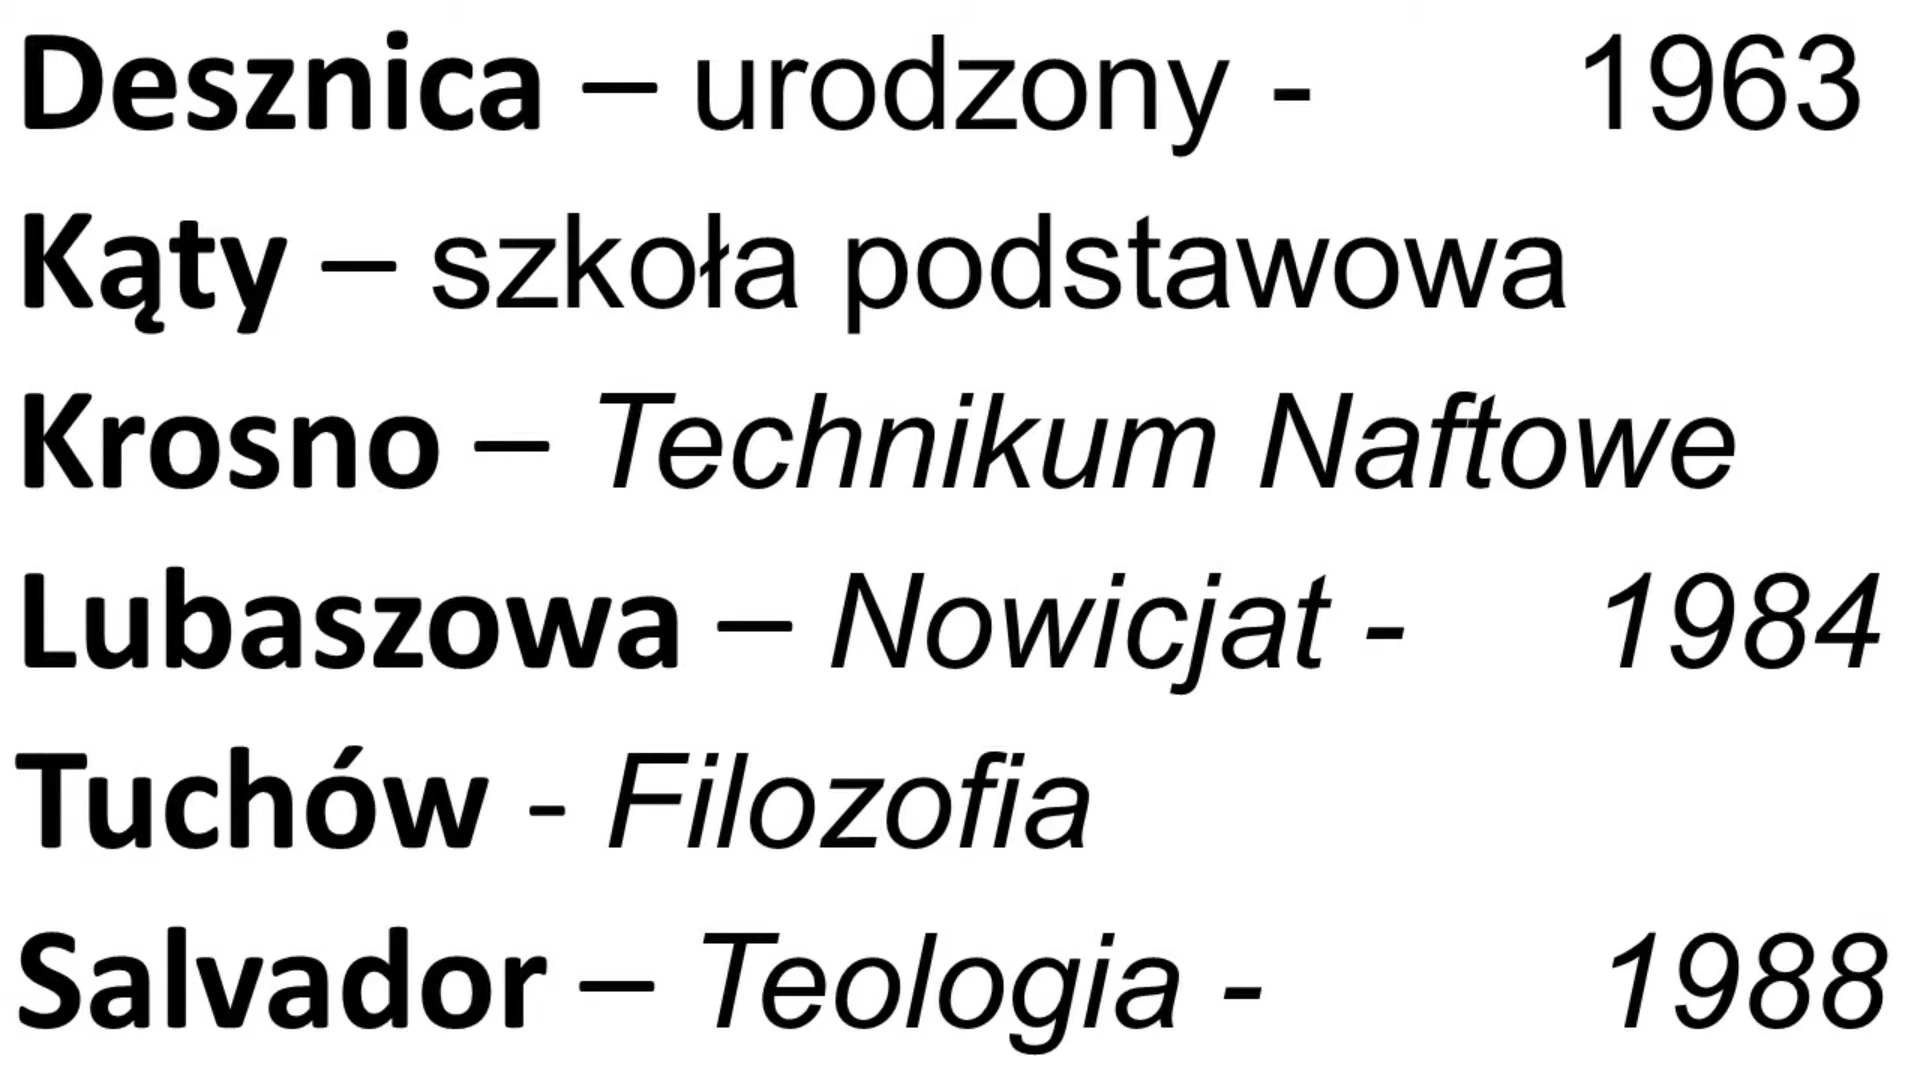 Desznica – urodzony - 1963
Kąty – szkoła podstawowa
Krosno – Technikum Naftowe
Lubaszowa – Nowicjat - 1984
Tuchów - Filozofia
Salvador – Teologia - 1988